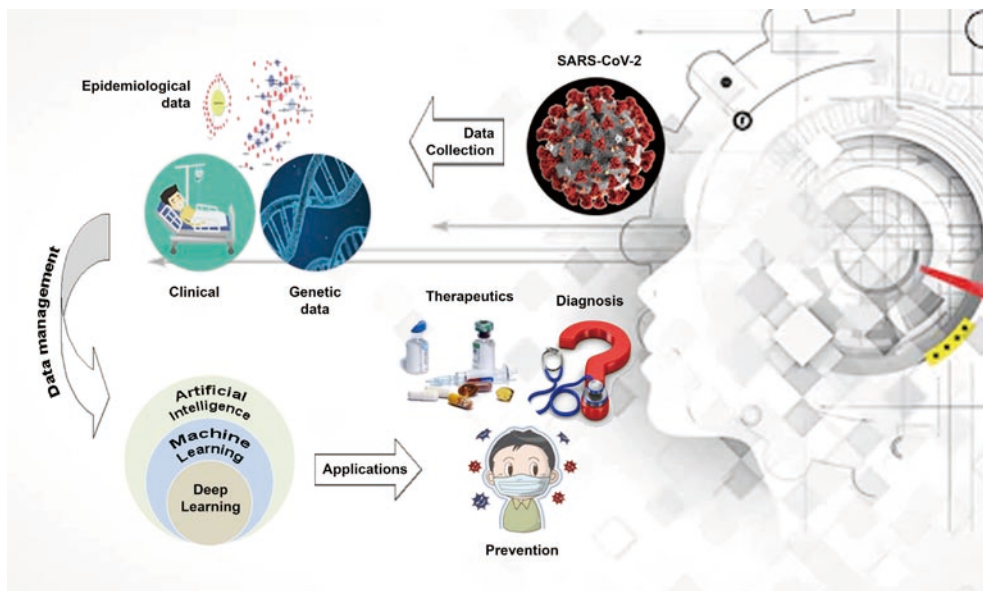 SARS-CoV-2
Epidemiological
data
Data
Collection
Clinical
Genetic
data
Data management
Therapeutics
Diagnosis
Artificial
Intelligence
Machine
Learning
Deep
Learning
Applications
Prevention